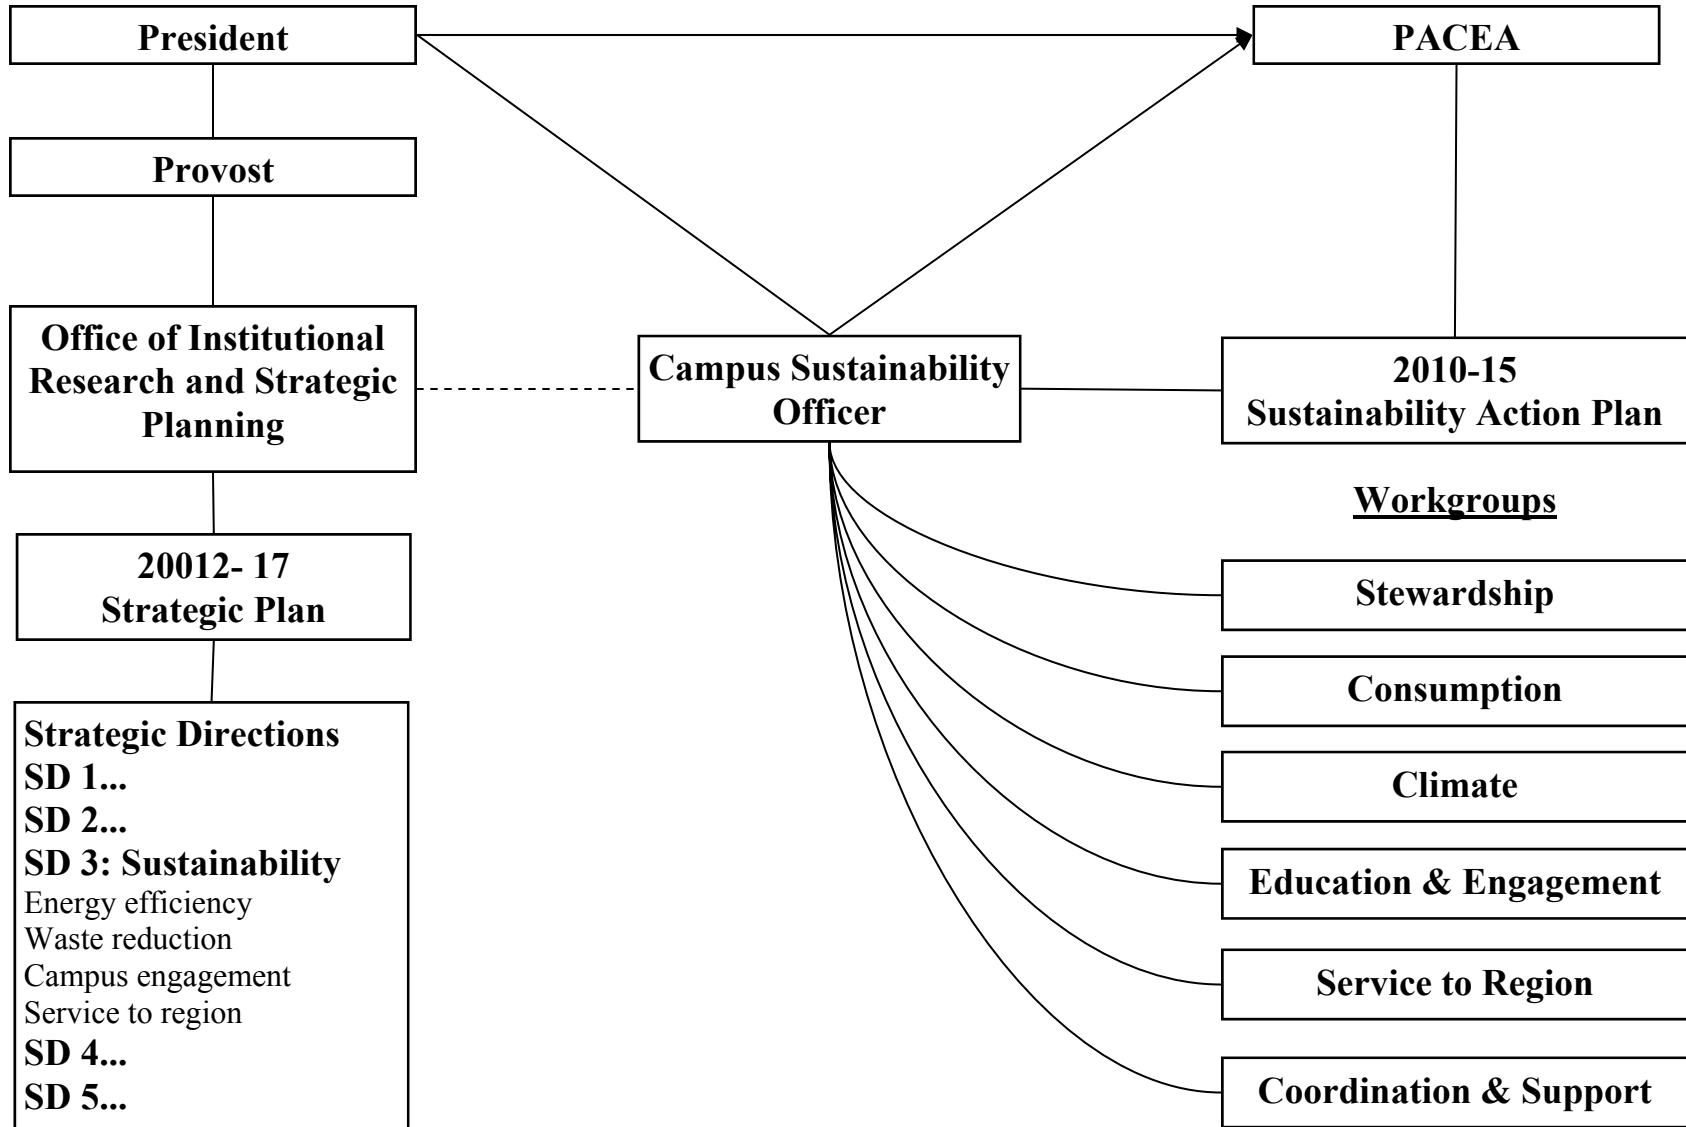 President
PACEA
Provost
Office of Institutional
Research and Strategic
Planning
Campus Sustainability
Officer
2010-15
Sustainability Action Plan
Workgroups
20012- 17
Strategic Plan
Stewardship
Consumption
Climate
Education & Engagement
Service to Region
Coordination & Support
Strategic Directions
SD 1...
SD 2...
SD 3: Sustainability
Energy efficiency
Waste reduction
Campus engagement
Service to region
SD 4...
SD 5...